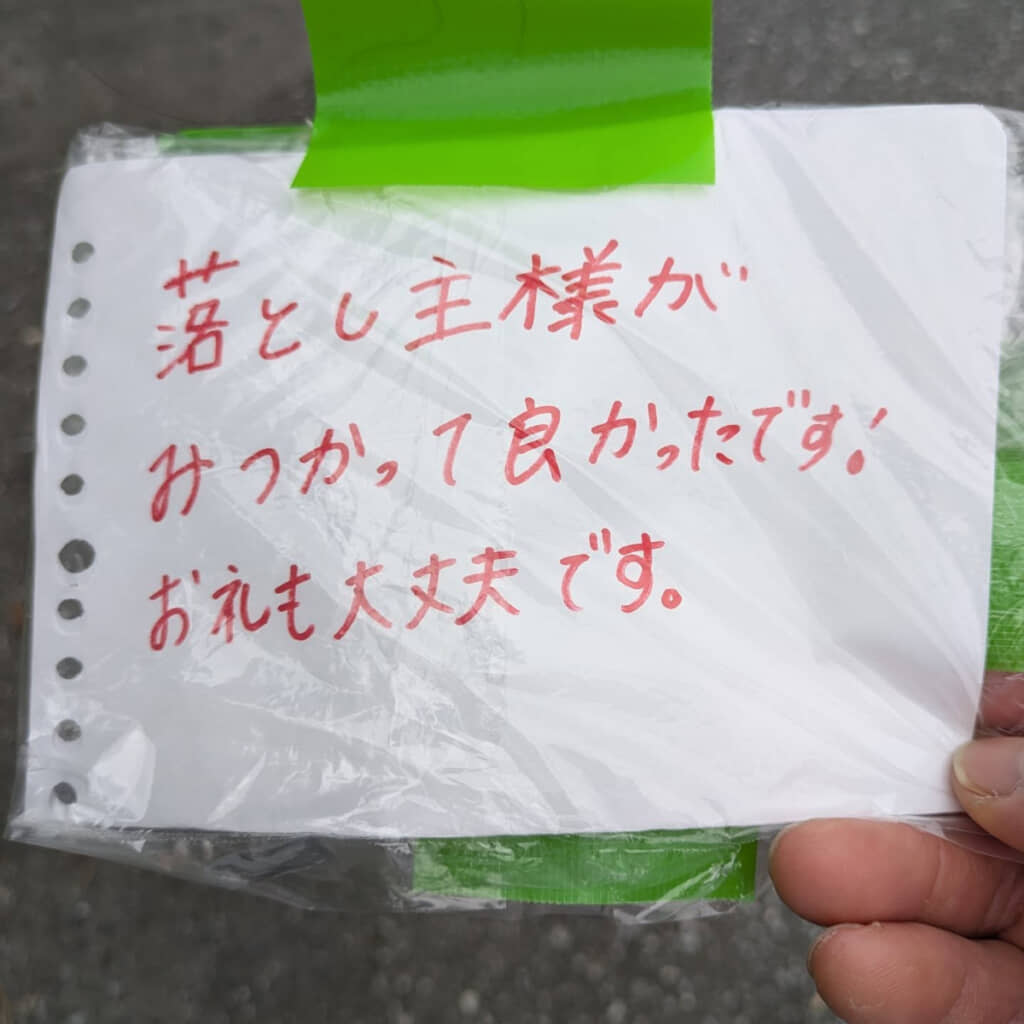 落とし主様が
みつかって良かったです!
お礼も大丈夫です。